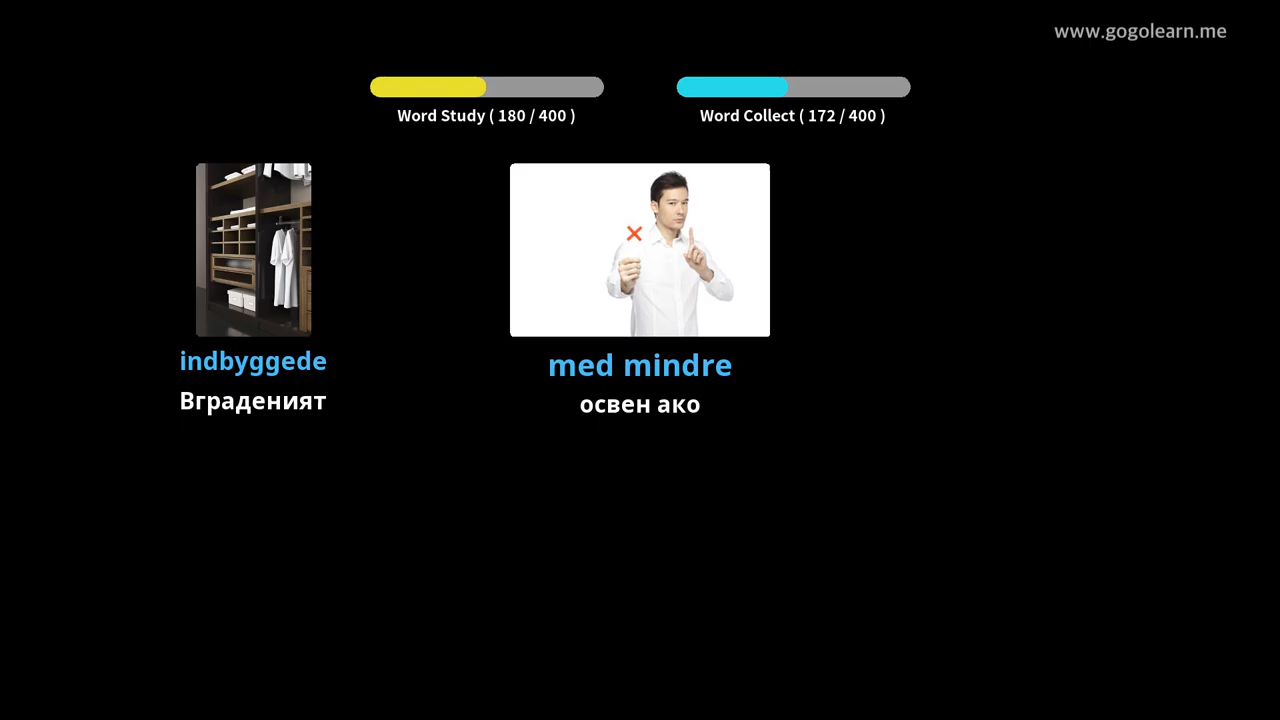 www.gogolearn.me
Word Study ( 180 / 400 )
Word Collect ( 172 / 400 )
indbyggede
Вграденият
med mindre
освен ако